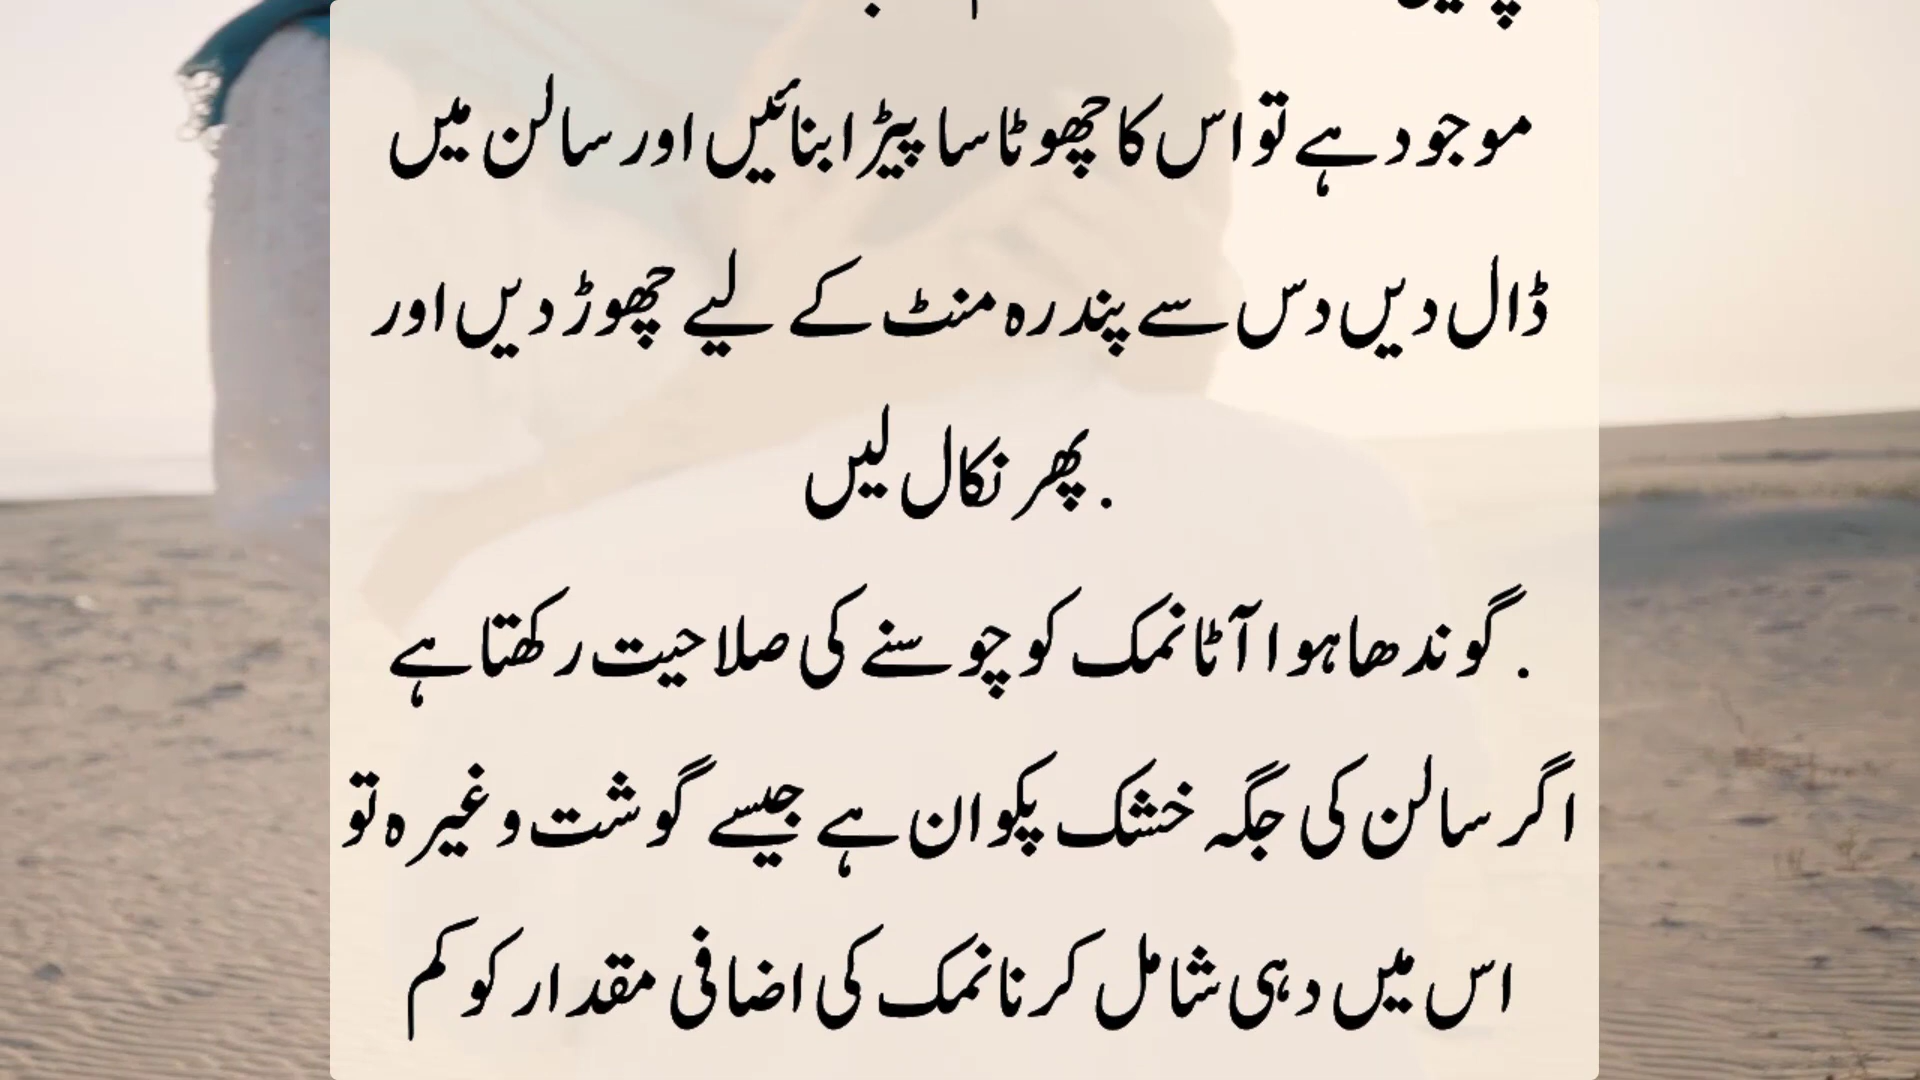 موجود ہے تو اس کا چھوٹا سا پیڑا بنائیں اور سالن میں
ڈال دیں دس سے پندرہ منٹ کے لیے چھوڑ دیں اور
. پھر نکال لیں
. گوندھا ہوا آٹا نمک کو چوسنے کی صلاحیت رکھتا ہے
اگر سالن کی جگہ خشک پکوان ہے جیسے گوشت وغیرہ تو
اس میں دہی شامل کرنا نمک کی اضافی مقدار کو کم